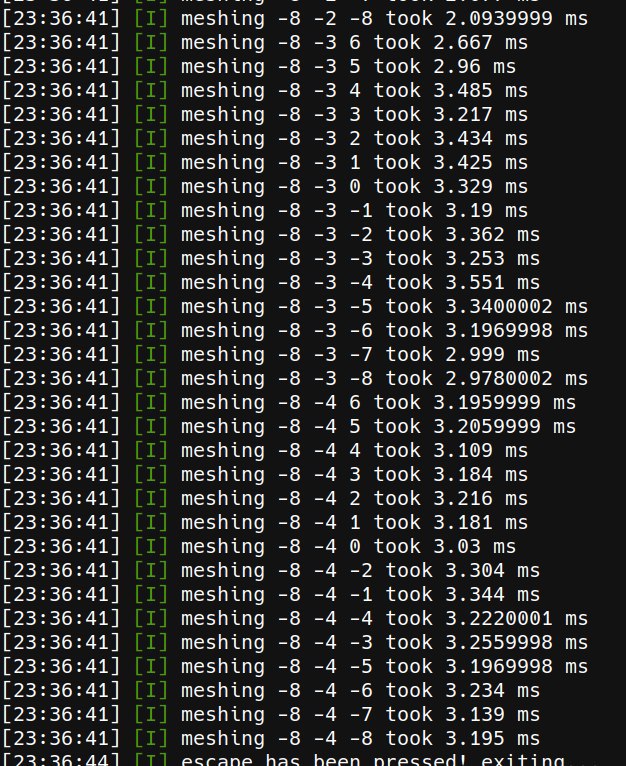 [23:36:41] [I] meshing -8 -2 -8 took 2.0939999 ms
[23:36:41] [I] meshing -8 -3 6 took 2.667 ms
[23:36:41] [I] meshing -8 -3 5 took 2.96 ms
[23:36:41] [I] meshing -8 -3 4 took 3.485 ms
[23:36:41] [I] meshing -8 -3 3 took 3.217 ms
[23:36:41] [I] meshing -8 -3 2 took 3.434 ms
[23:36:41] [I] meshing -8 -3 1 took 3.425 ms
[23:36:41] [I] meshing -8 -3 0 took 3.329 ms
[23:36:41] [I] meshing -8 -3 -1 took 3.19 ms
[23:36:41] [I] meshing -8 -3 -2 took 3.362 ms
[23:36:41] [I] meshing -8 -3 -3 took 3.253 ms
[23:36:41] [I] meshing -8 -3 -4 took 3.551 ms
[23:36:41] [I] meshing -8 -3 -5 took 3.3400002 ms
[23:36:41] [I] meshing -8 -3 -6 took 3.1969998 ms
[23:36:41] [I] meshing -8 -3 -7 took 2.999 ms
[23:36:41] [I] meshing -8 -3 -8 took 2.9780002 ms
[23:36:41] [I] meshing -8 -4 6 took 3.1959999 ms
[23:36:41] [I] meshing -8 -4 5 took 3.2059999 ms
[23:36:41] [I] meshing -8 -4 4 took 3.109 ms
[23:36:41] [I] meshing -8 -4 3 took 3.184 ms
[23:36:41] [I] meshing -8 -4 2 took 3.216 ms
[23:36:41] [I] meshing -8 -4 1 took 3.181 ms
[23:36:41] [I] meshing -8 -4 0 took 3.03 ms
[23:36:41] [I] meshing -8 -4 -2 took 3.304 ms
[23:36:41] [I] meshing -8 -4 -1 took 3.344 ms
[23:36:41] [I] meshing -8 -4 -4 took 3.2220001 ms
[23:36:41] [I] meshing -8 -4 -3 took 3.2559998 ms
[23:36:41] [I] meshing -8 -4 -5 took 3.1969998 ms
[23:36:41] [I] meshing -8 -4 -6 took 3.234 ms
[23:36:41] [I] meshing -8 -4 -7 took 3.139 ms
[23:36:41] [I] meshing -8 -4 -8 took 3.195 ms
[23:36:44] [I] escape has been pressed! exiting